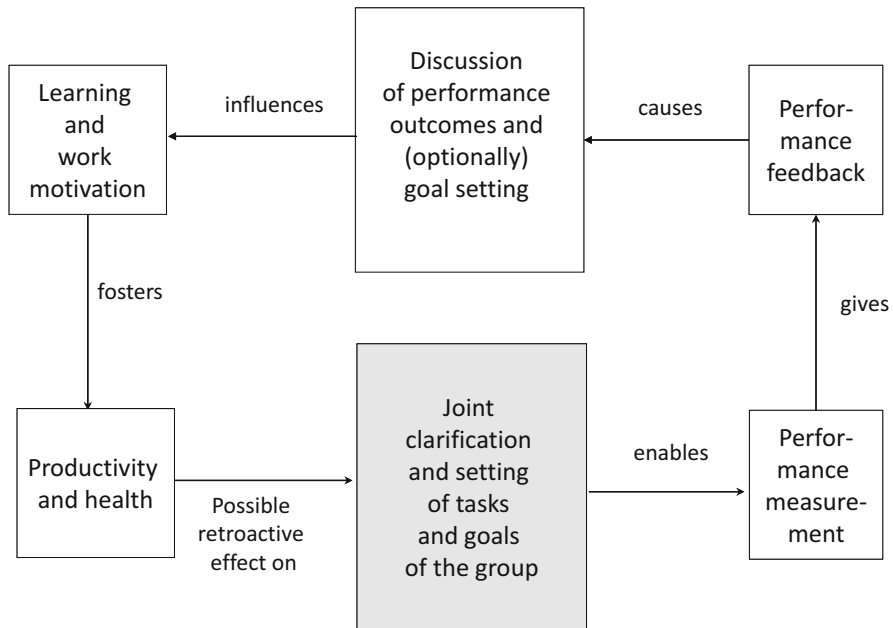 Learning
and
work
motivation
influences
Discussion
of performance
outcomes and
(optionally)
goal setting
causes
Perfor-
mance
feedback
fosters
gives
Productivity
and health
Possible
retroactive
effect on
Joint
clarification
and setting
of tasks
and goals
of the group
enables
Perfor-
mance
measure-
ment